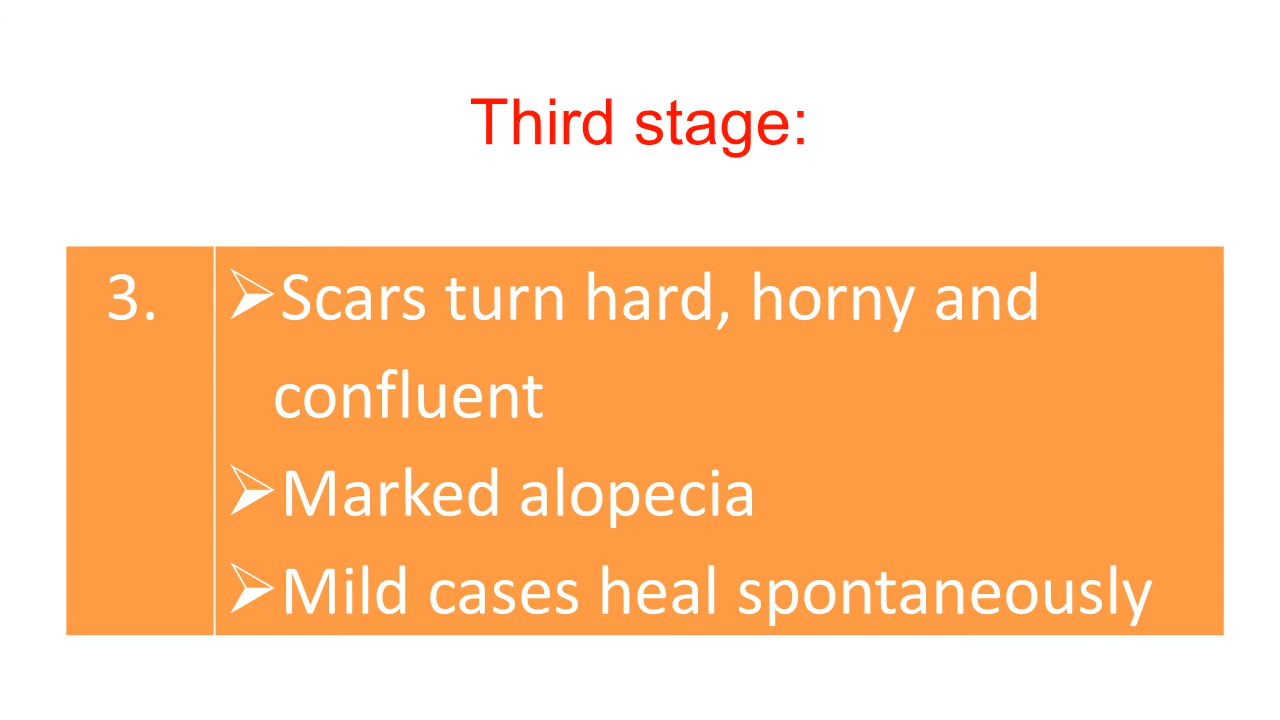 Third stage:
3. ➢Scars turn hard, horny and
confluent
➢Marked alopecia
➢Mild cases heal spontaneously